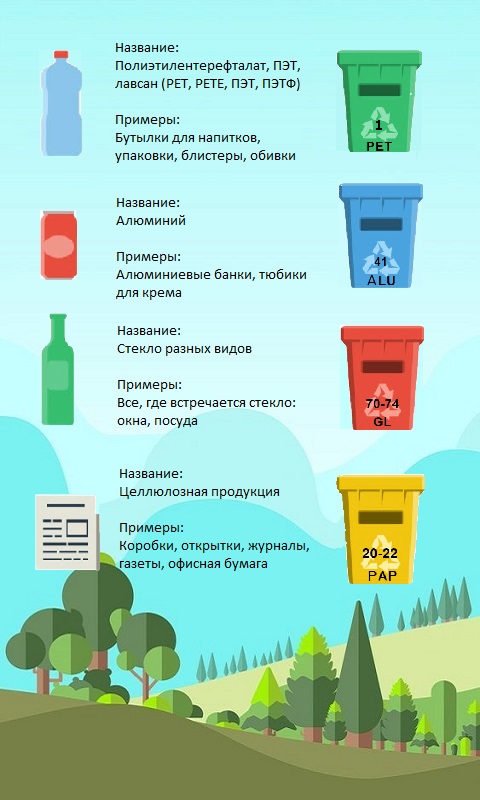 Название:
Полиэтилентерефталат, ПЭТ,
лавсан (PET, PETE, ПЭТ, ПЭТФ)
Примеры:
Бутылки для напитков,
упаковки, блистеры, обивки
1
PET
Название:
Алюминий
Примеры:
Алюминиевые банки, тюбики
для крема
41
ALU
Название:
Стекло разных видов
Примеры:
Все, где встречается стекло:
окна, посуда
70-74
GL
Название:
Целлюлозная продукция
Примеры:
Коробки, открытки, журналы,
газеты, офисная бумага
20-22
PAP